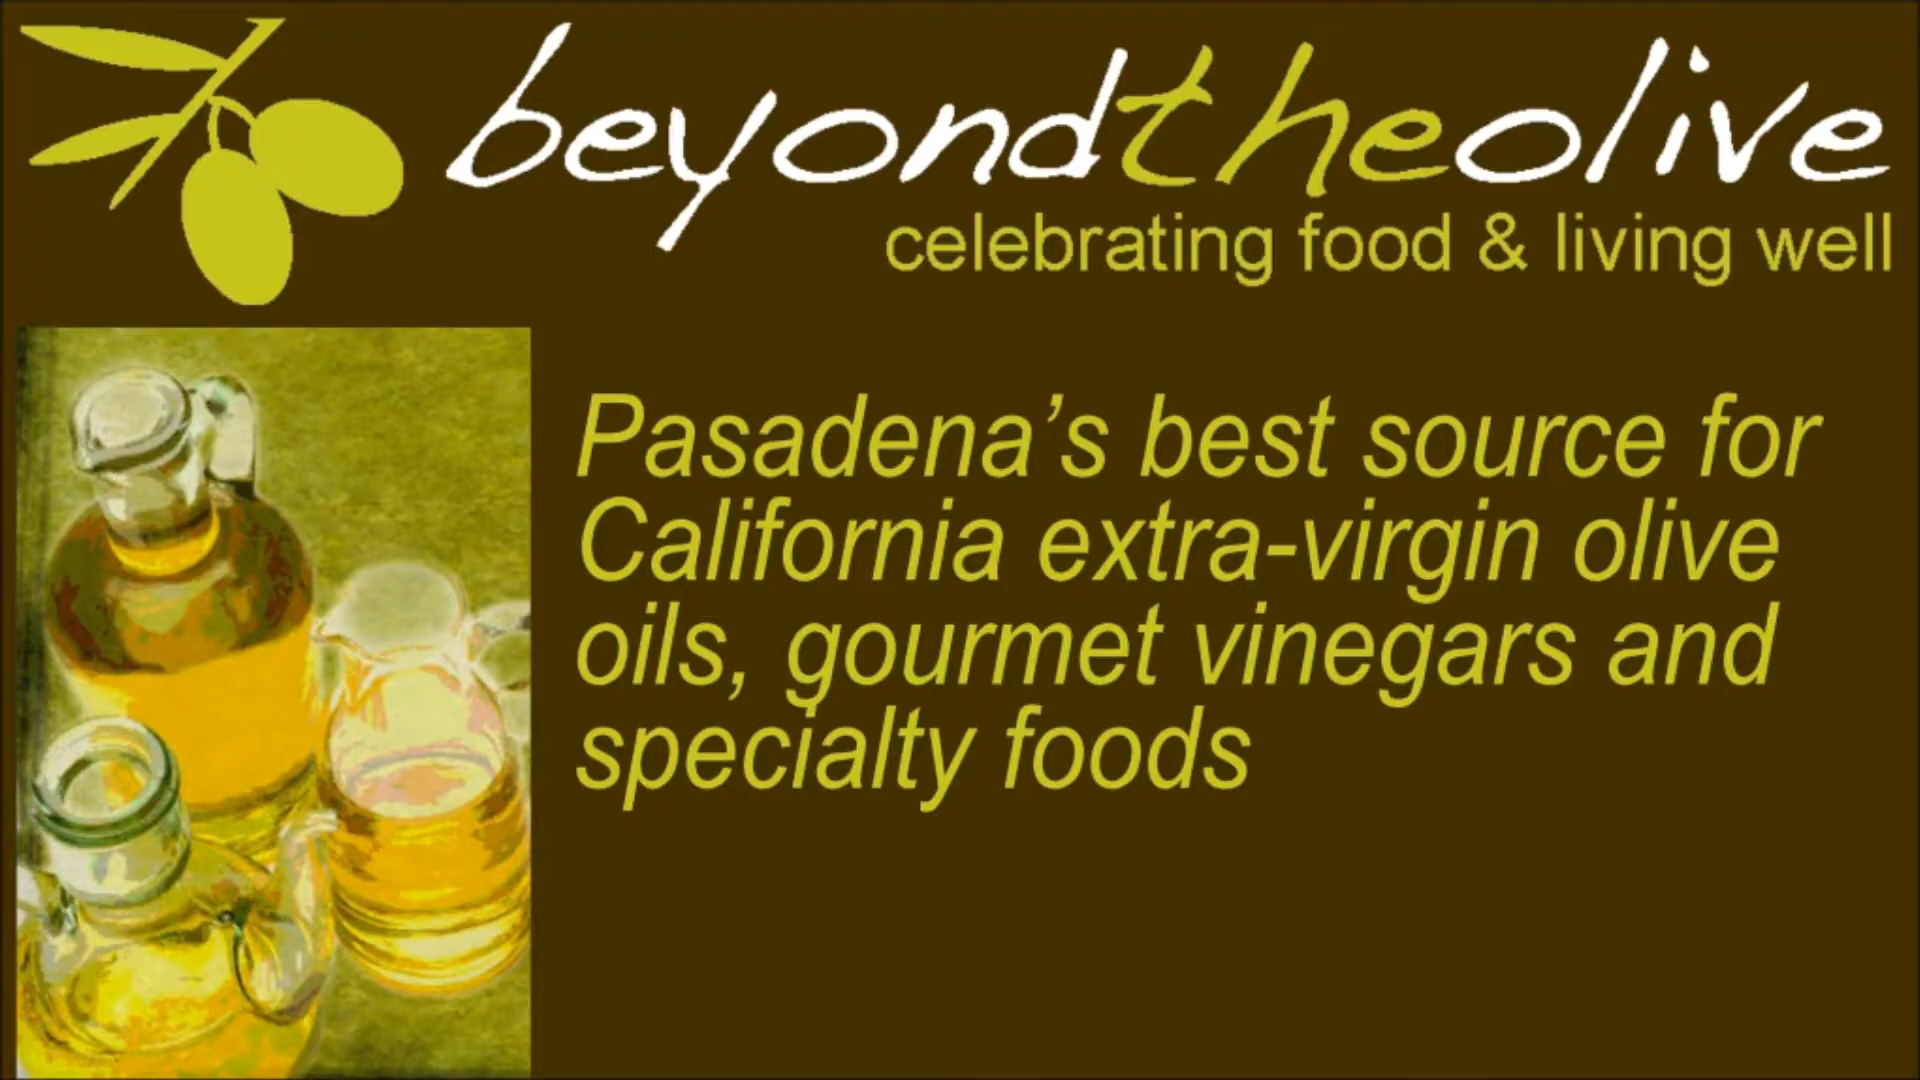 beyondtheolive
celebrating food & living well
Pasadena’s best source for
California extra-virgin olive
oils, gourmet vinegars and
specialty foods